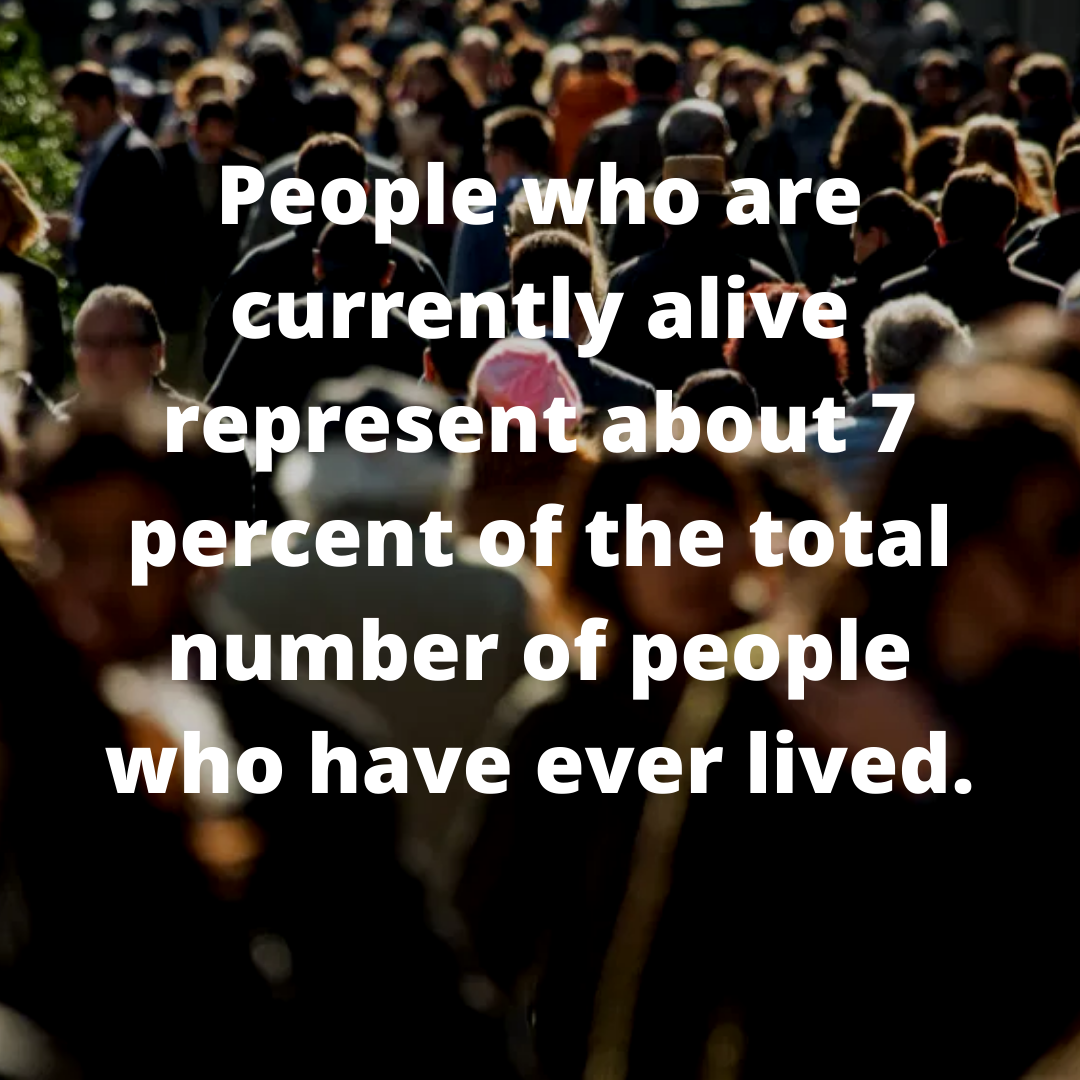 People who are
currently alive
represent about 7
percent of the total
number of people
who have ever lived.